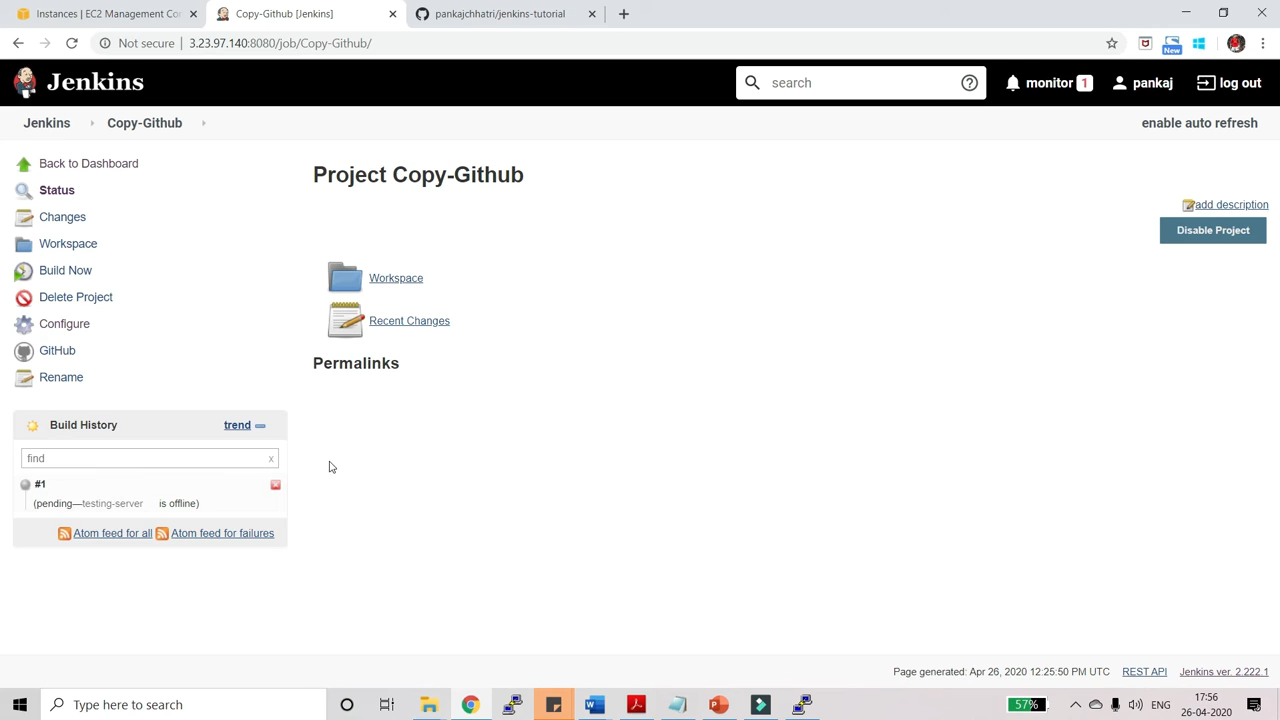 Instances | EC2 Management Co
Copy-Github [Jenkins]
pankajchhatri/jenkins-tutorial
Not secure
3.23.97.140:8080/job/Copy-Github/
New
Jenkins
search
monitor 1
pankaj
log out
Jenkins
Copy-Github
enable auto refresh
Back to Dashboard
Status
Changes
Workspace
Build Now
Delete Project
Configure
GitHub
Rename
Project Copy-Github
add description
Disable Project
Workspace
Recent Changes
Permalinks
Build History
trend
find
x
#1
(pending—testing-server is offline)
Atom feed for all
Atom feed for failures
Page generated: Apr 26, 2020 12:25:50 PM UTC
REST API
Jenkins ver. 2.222.1
Type here to search
57%
ENG
17:56
26-04-2020